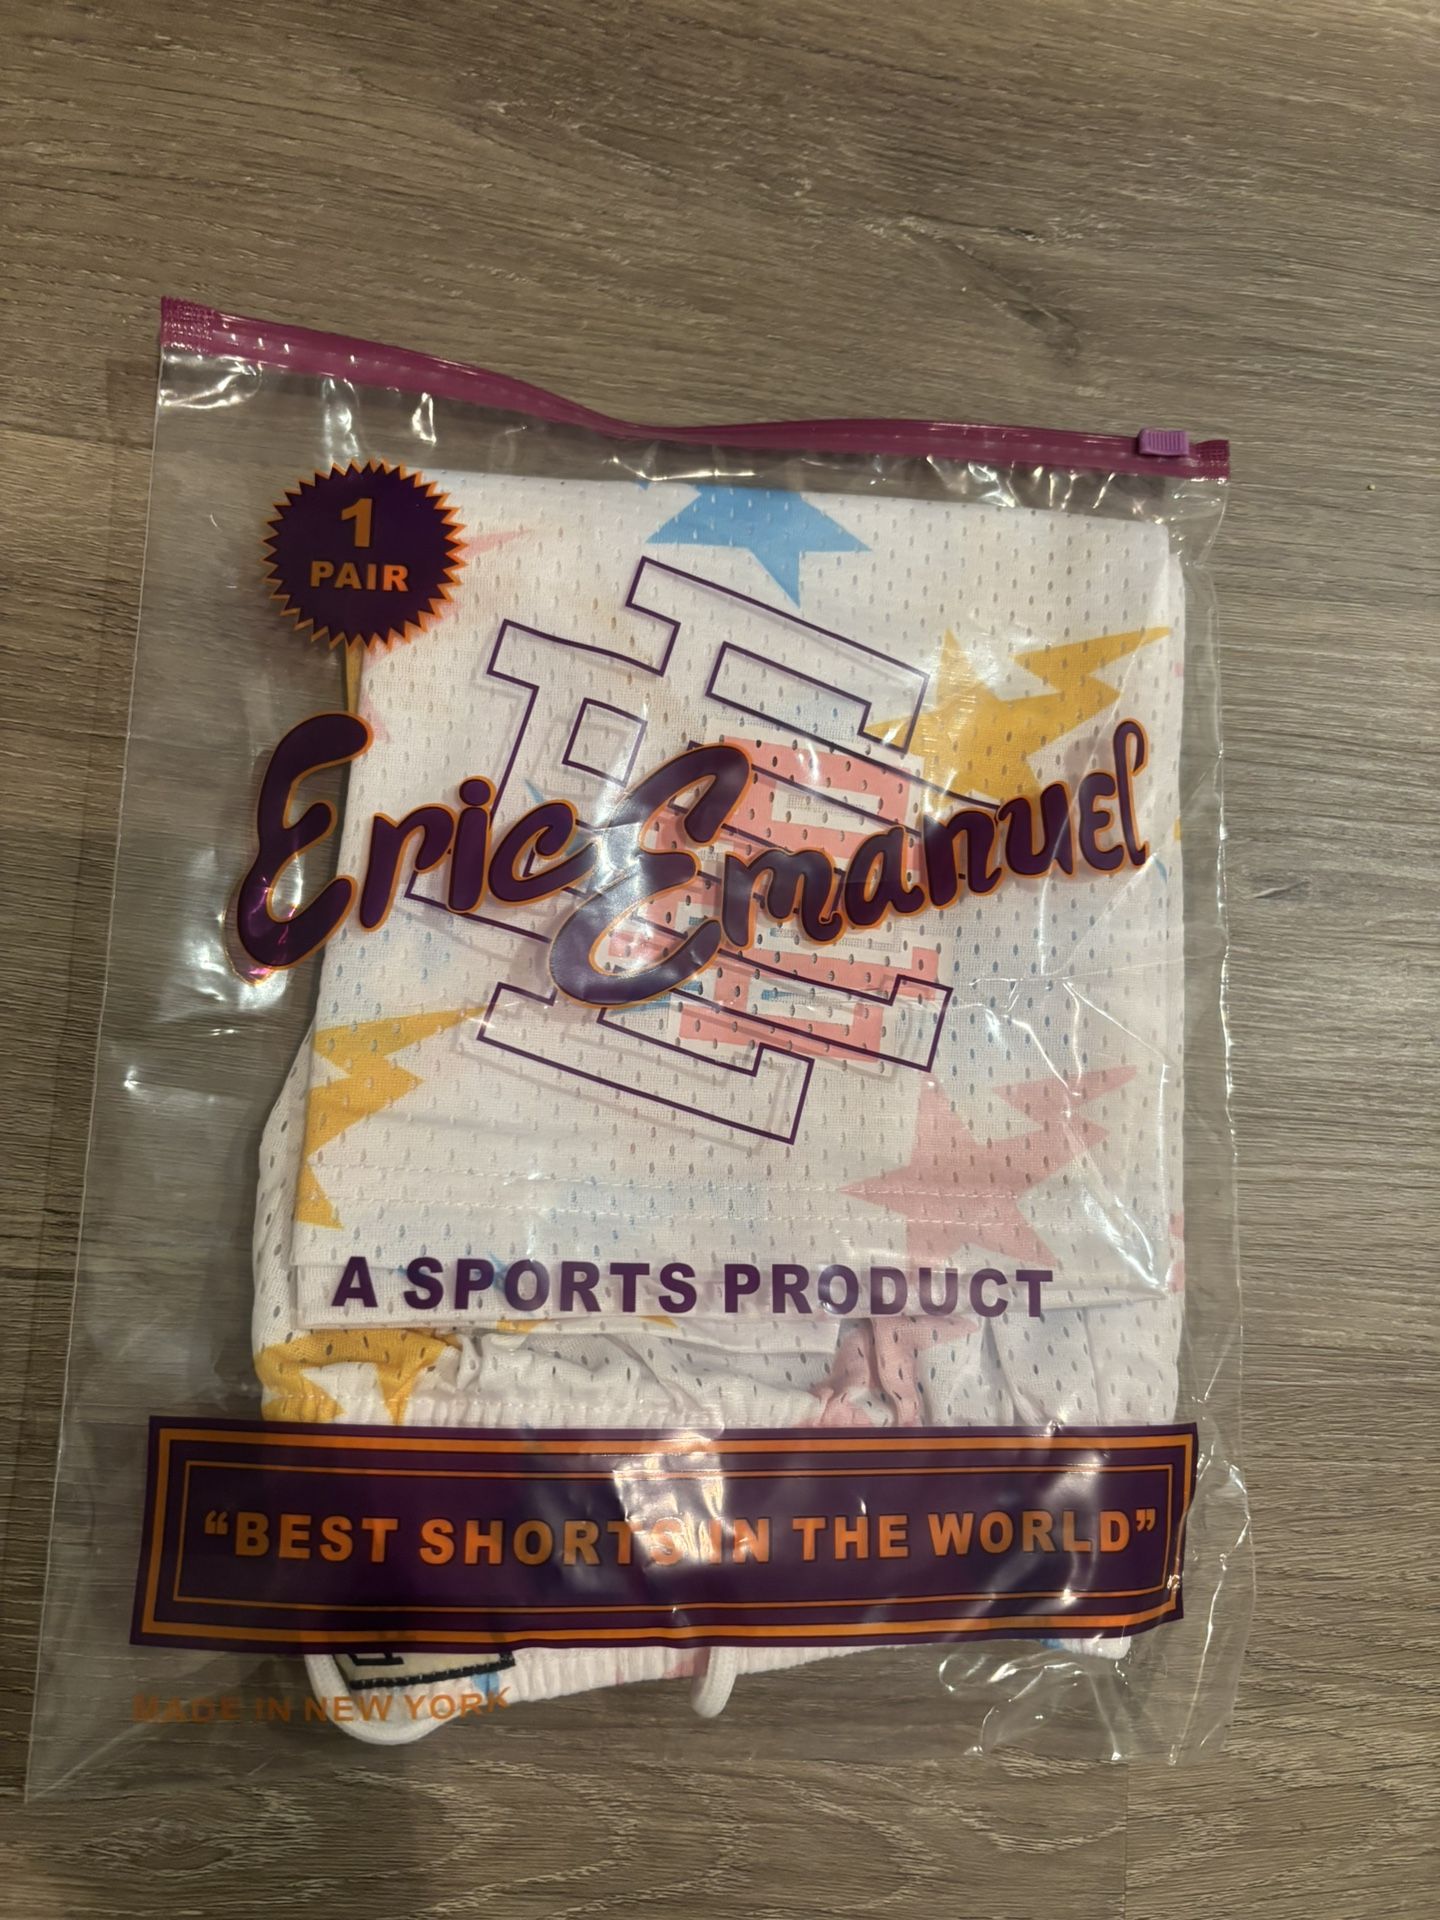 1
PAIR
Eric Emanuel
A SPORTS PRODUCT
“BEST SHORTS IN THE WORLD”
MADE IN NEW YORK